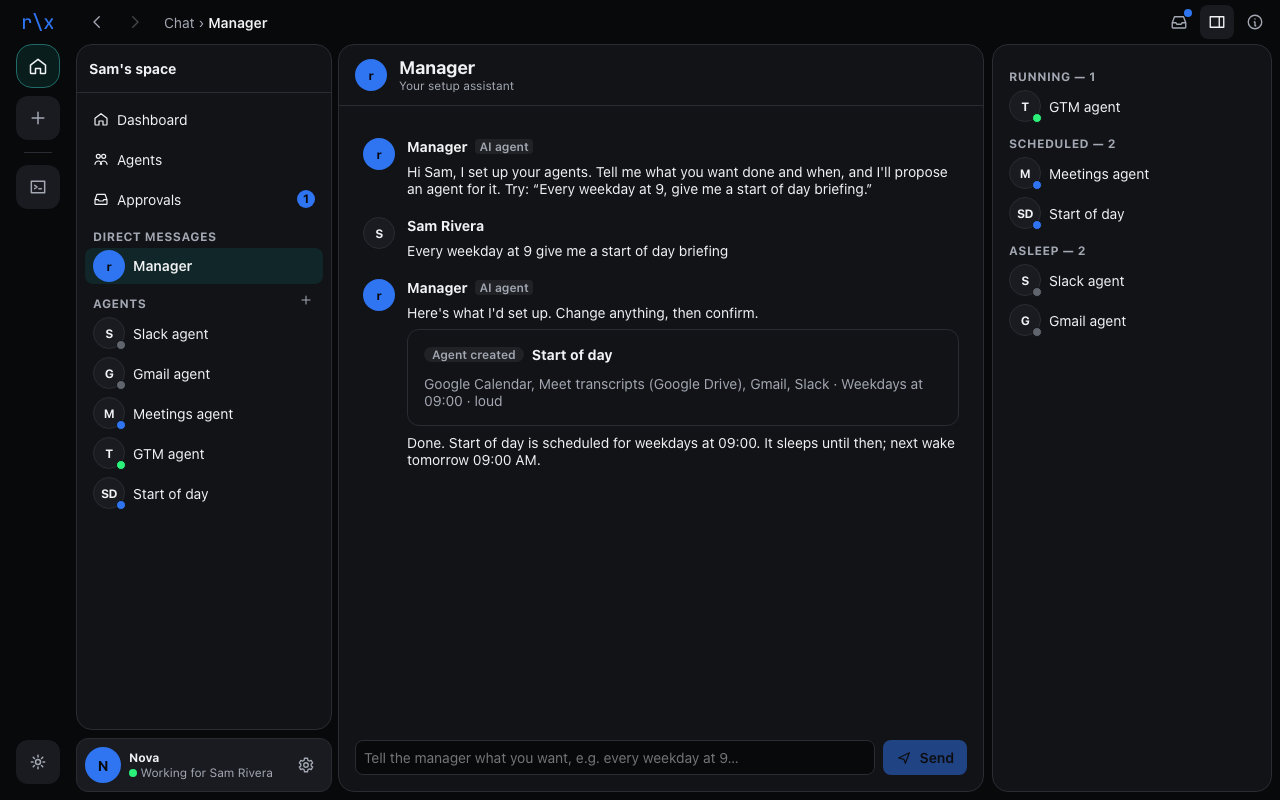 r\x
Chat › Manager
Sam's space
Dashboard
Agents
Approvals
1
DIRECT MESSAGES
r
Manager
AGENTS
S
Slack agent
G
Gmail agent
M
Meetings agent
T
GTM agent
SD
Start of day
N
Nova
Working for Sam Rivera
r
Manager
Your setup assistant
r
Manager AI agent
Hi Sam, I set up your agents. Tell me what you want done and when, and I'll propose
an agent for it. Try: “Every weekday at 9, give me a start of day briefing.”
S
Sam Rivera
Every weekday at 9 give me a start of day briefing
r
Manager AI agent
Here's what I'd set up. Change anything, then confirm.
Agent created Start of day
Google Calendar, Meet transcripts (Google Drive), Gmail, Slack · Weekdays at
09:00 · loud
Done. Start of day is scheduled for weekdays at 09:00. It sleeps until then; next wake
tomorrow 09:00 AM.
Tell the manager what you want, e.g. every weekday at 9…
Send
RUNNING — 1
T
GTM agent
SCHEDULED — 2
M
Meetings agent
SD
Start of day
ASLEEP — 2
S
Slack agent
G
Gmail agent